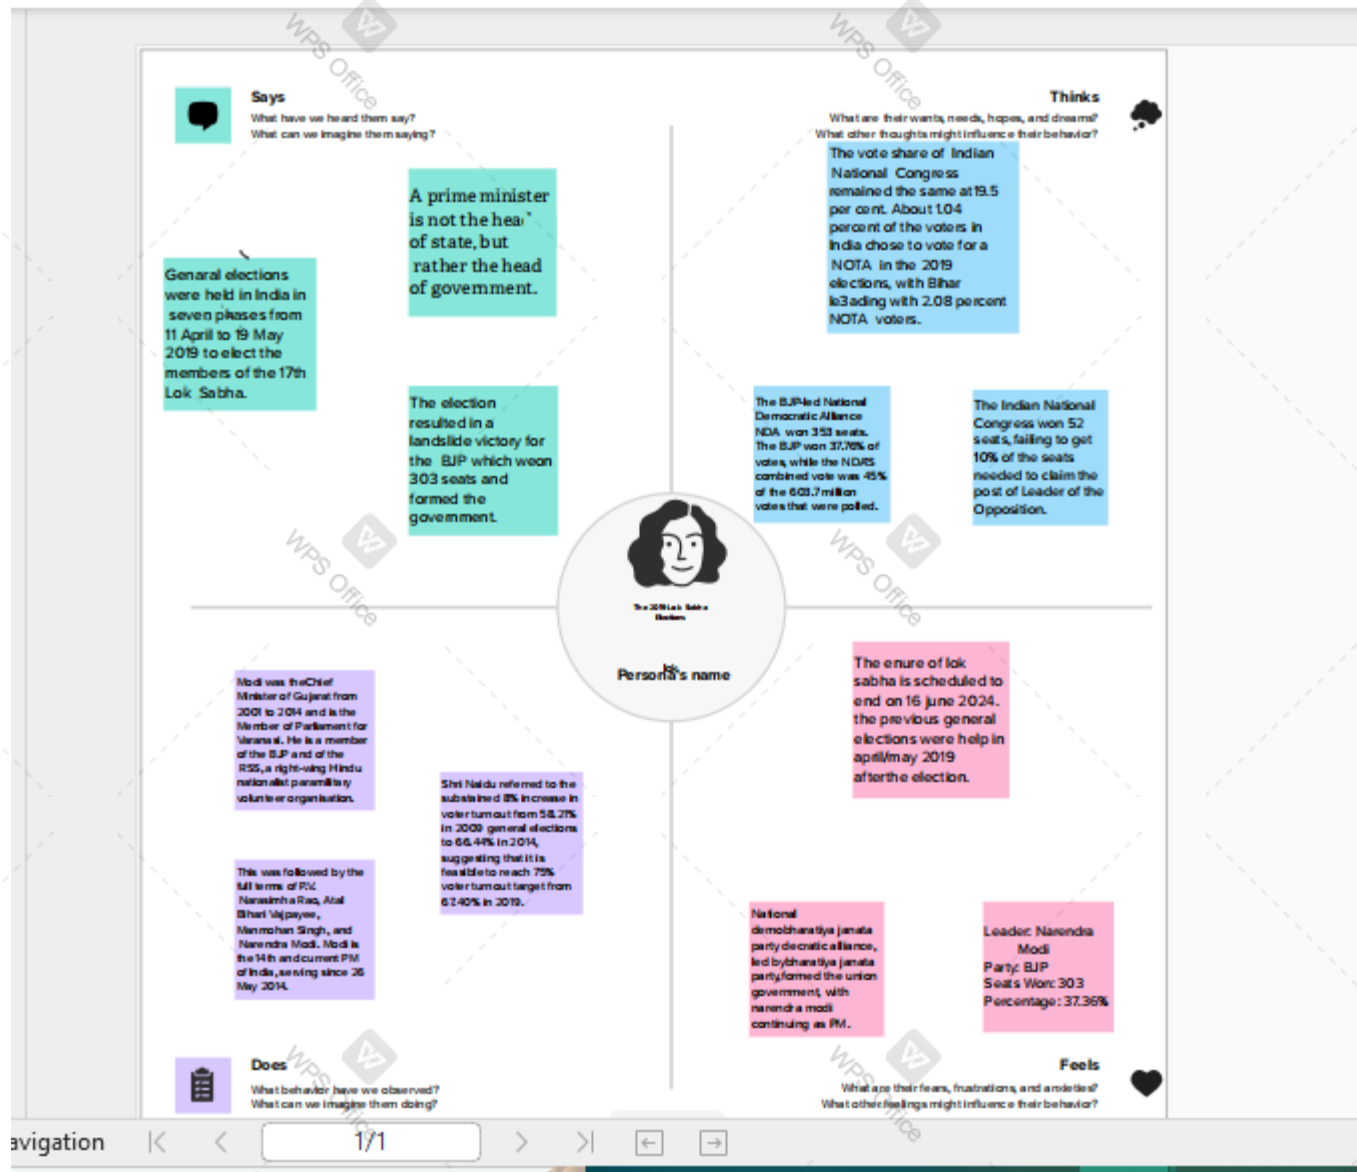 Says
What have we heard them say?
What can we imagine them saying?
Thinks
What are their wants, needs, hopes, and dreams?
What other thoughts might influence their behavior?
A prime minister
is not the hea
of state, but
rather the head
of government.
Genaral elections
were held in India in
seven phases from
11 April to 19 May
2019 to elect the
members of the 17th
Lok Sabha.
The election
resulted in a
landslide victory for
the BJP which weon
303 seats and
formed the
government.
The vote share of Indian
National Congress
remained the same at 19.5
per cent. About 1.04
percent of the voters in
India chose to vote for a
NOTA in the 2019
elections, with Bihar
le3ading with 2.08 percent
NOTA voters.
The BJP-led National
Democratic Alliance
NDA won 353 seats.
The BJP won 37.76% of
votes, while the NDA'S
combined vote was 45%
of the 603.7 million
votes that were polled.
The Indian National
Congress won 52
seats, failing to get
10% of the seats
needed to claim the
post of Leader of the
Opposition.
The 2019 Lok Sabha
Elections
Persona's name
Modi was the Chief
Minister of Gujarat from
2001 to 2014 and is the
Member of Parliament for
Varanasi. He is a member
of the BJP and of the
RSS, a right-wing Hindu
nationalist paramilitary
volunteer organisation.
Shri Naidu referred to the
substained 8% increase in
voter turnout from 58.21%
in 2009 general elections
to 66.44% in 2014,
suggesting that it is
feasible to reach 75%
voter turnout target from
67.40% in 2019.
This was followed by the
full terms of P.V.
Narasimha Rao, Atal
Bihari Vajpayee,
Manmohan Singh, and
Narendra Modi. Modi is
the 14th and current PM
of India, serving since 26
May 2014.
The enure of lok
sabha is scheduled to
end on 16 june 2024.
the previous general
elections were help in
april/may 2019
afterthe election.
National
demobharatiya janata
party decratic alliance,
led bybharatiya janata
party,formed the union
government, with
narendra modi
continuing as PM.
Leader: Narendra
Modi
Party: BJP
Seats Won: 303
Percentage: 37.36%
Does
What behavior have we observed?
What can we imagine them doing?
Feels
What are their fears, frustrations, and anxieties?
What other feelings might influence their behavior?
avigation
1/1
WPS Office
WPS Office
WPS Office
WPS Office
WPS Office
WPS Office